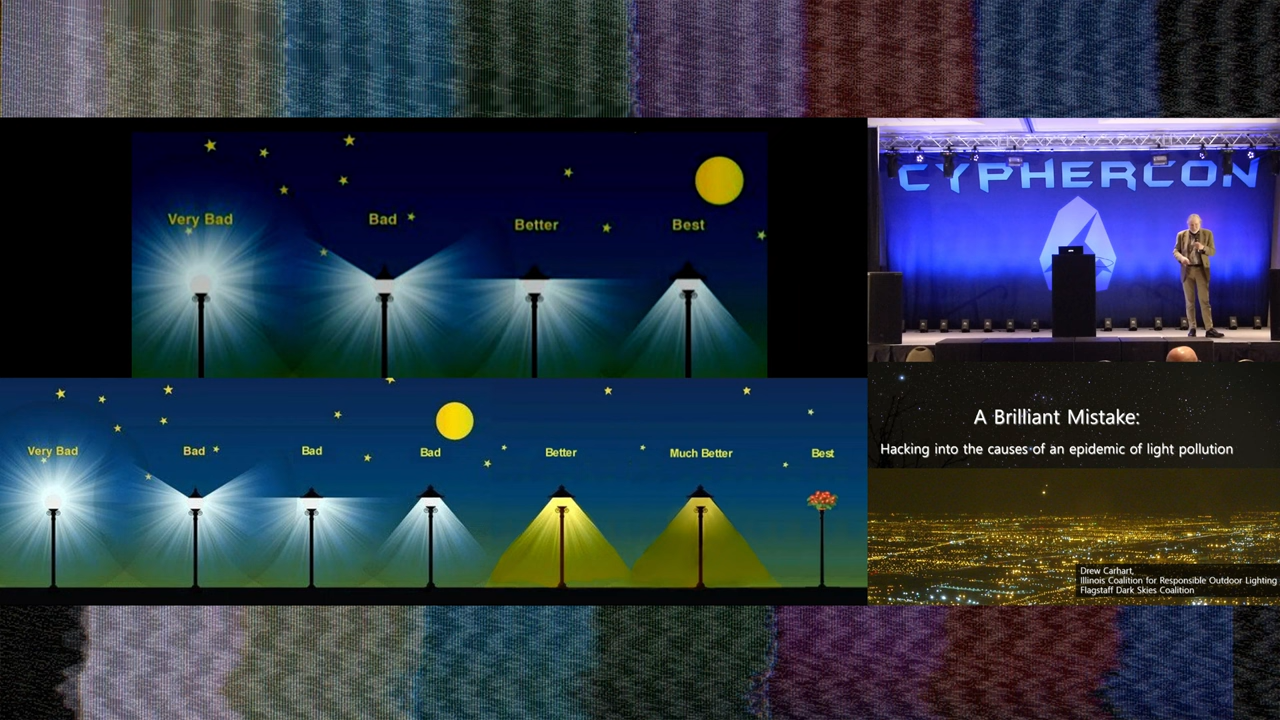 Very Bad
Bad
Better
Best
Very Bad
Bad
Bad
Bad
Better
Much Better
Best
CYPHERCON
A Brilliant Mistake:
Hacking into the causes of an epidemic of light pollution
Drew Carhart,
Illinois Coalition for Responsible Outdoor Lighting
Flagstaff Dark Skies Coalition